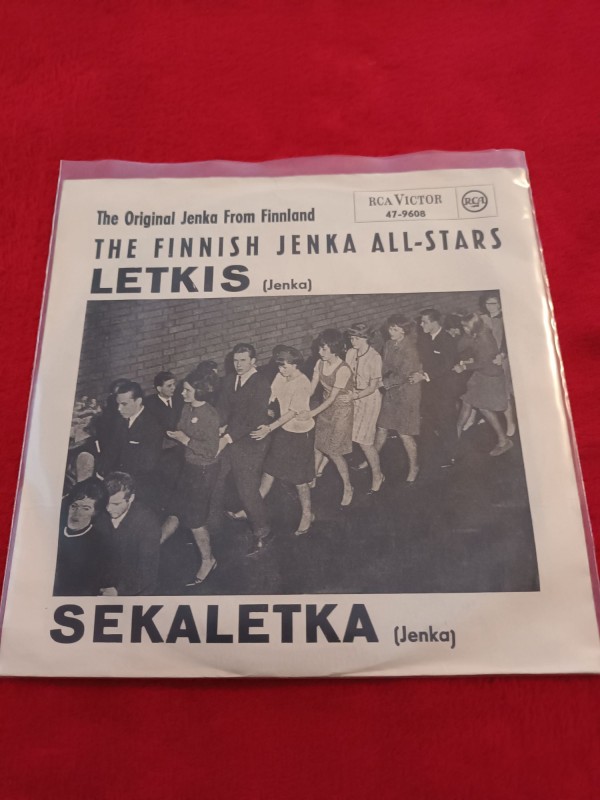 RCA VICTOR
47-9608
RCA
The Original Jenka From Finnland
THE FINNISH JENKA ALL-STARS
LETKIS (Jenka)
SEKALETKA (Jenka)